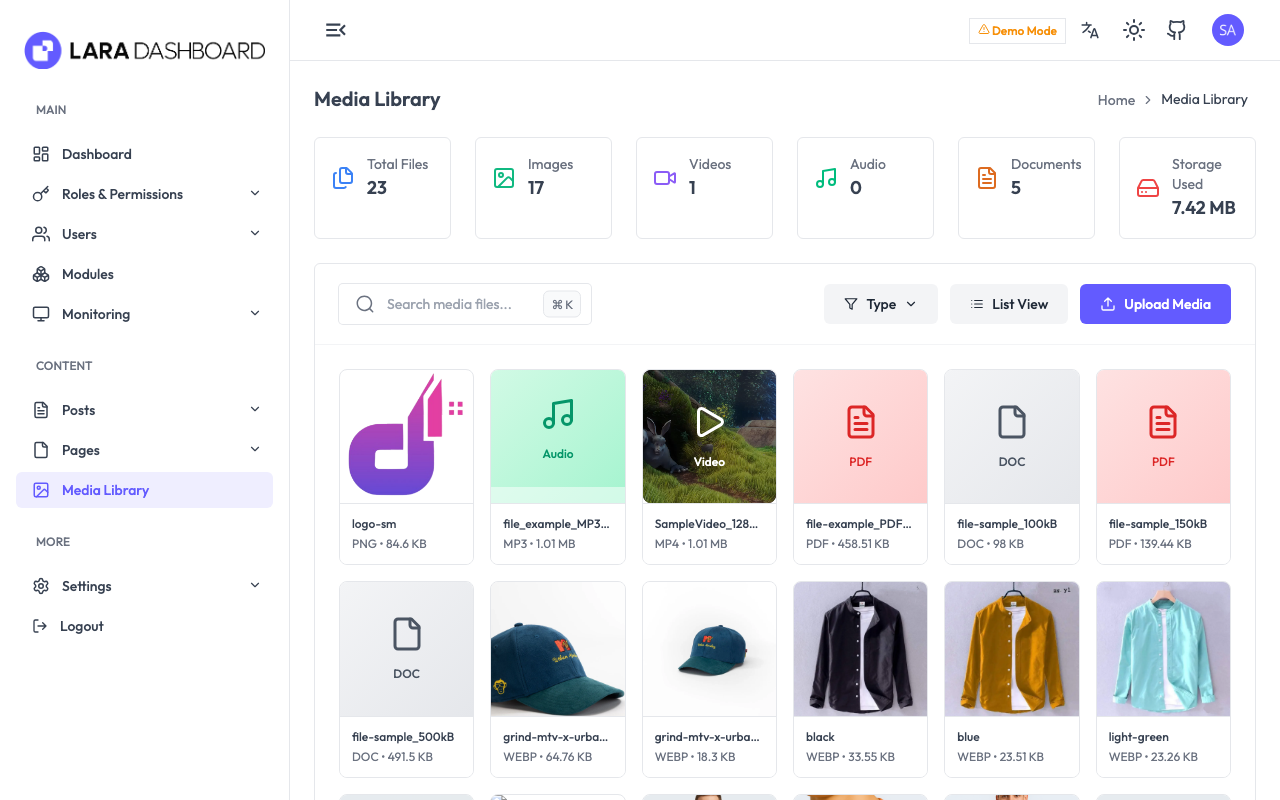 LARA DASHBOARD
MAIN
Dashboard
Roles & Permissions
Users
Modules
Monitoring
CONTENT
Posts
Pages
Media Library
MORE
Settings
Logout
Demo Mode
SA
Media Library
Home
Media Library
Total Files
23
Images
17
Videos
1
Audio
0
Documents
5
Storage
Used
7.42 MB
Search media files...
⌘ K
Type
List View
Upload Media
Audio
Video
PDF
DOC
PDF
logo-sm
PNG • 84.6 KB
file_example_MP3...
MP3 • 1.01 MB
SampleVideo_128...
MP4 • 1.01 MB
file-example_PDF...
PDF • 458.51 KB
file-sample_100kB
DOC • 98 KB
file-sample_150kB
PDF • 139.44 KB
DOC
file-sample_500kB
DOC • 491.5 KB
grind-mtv-x-urba...
WEBP • 64.76 KB
grind-mtv-x-urba...
WEBP • 18.3 KB
black
WEBP • 33.55 KB
blue
WEBP • 23.51 KB
light-green
WEBP • 23.26 KB